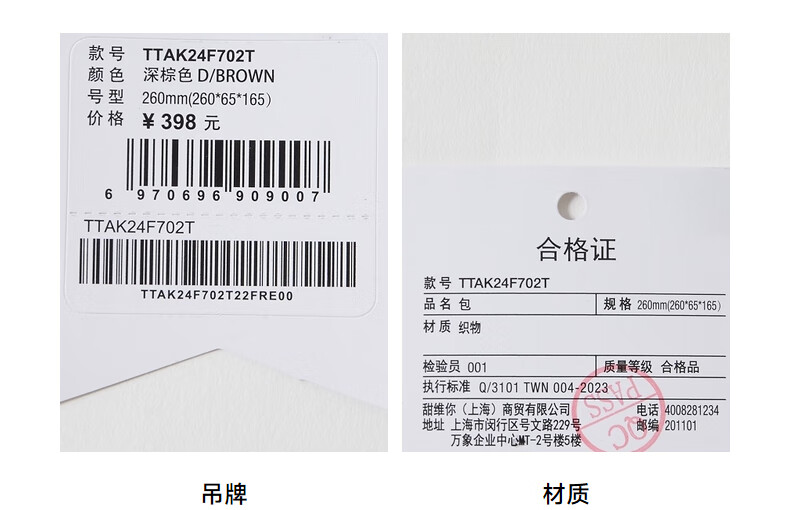 款号 TTAK24F702T
颜色 深棕色 D/BROWN
号型 260mm(260*65*165)
价格 ¥ 398 元
6 970696 909007
TTAK24F702T
TTAK24F702T22FRE00
吊牌
合格证
款号 TTAK24F702T
品名 包 规格 260mm(260*65*165)
材质 织物
检验员 001 质量等级 合格品
执行标准 Q/3101 TWN 004-2023
甜维你（上海）商贸有限公司 电话 4008281234
地址 上海市闵行区号文路229号 邮编 201101
万象企业中心MT-2号楼5楼
QC
PASS
材质